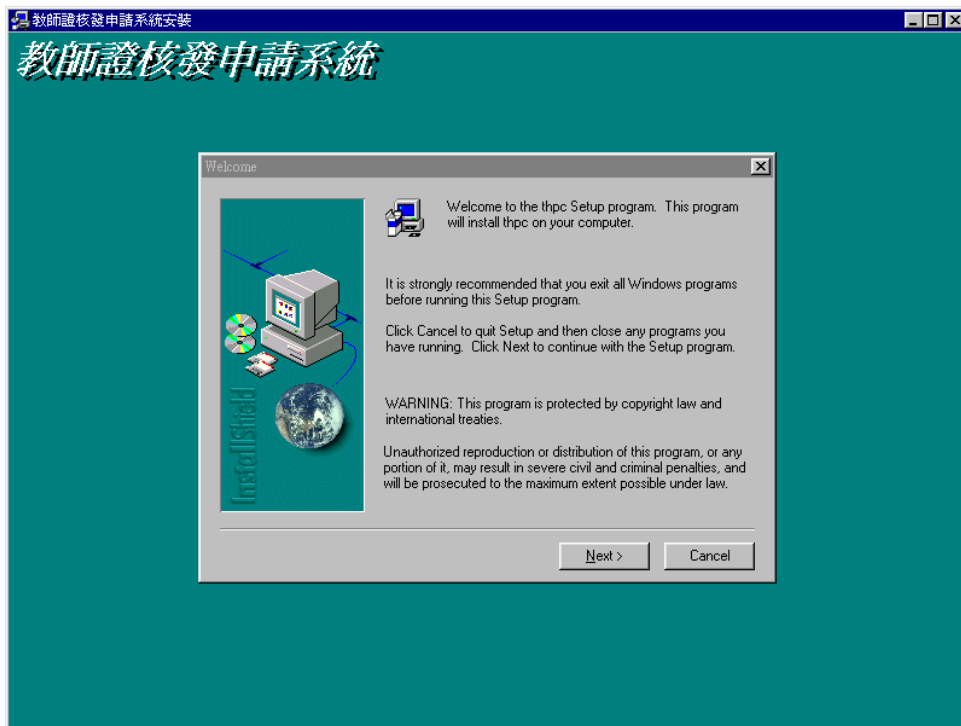 教師證核發申請系統安裝
教師證核發申請系統
Welcome
Welcome to the thpc Setup program. This program
will install thpc on your computer.
It is strongly recommended that you exit all Windows programs
before running this Setup program.
Click Cancel to quit Setup and then close any programs you
have running. Click Next to continue with the Setup program.
WARNING: This program is protected by copyright law and
international treaties.
Unauthorized reproduction or distribution of this program, or any
portion of it, may result in severe civil and criminal penalties, and
will be prosecuted to the maximum extent possible under law.
InstallShield
Next >
Cancel